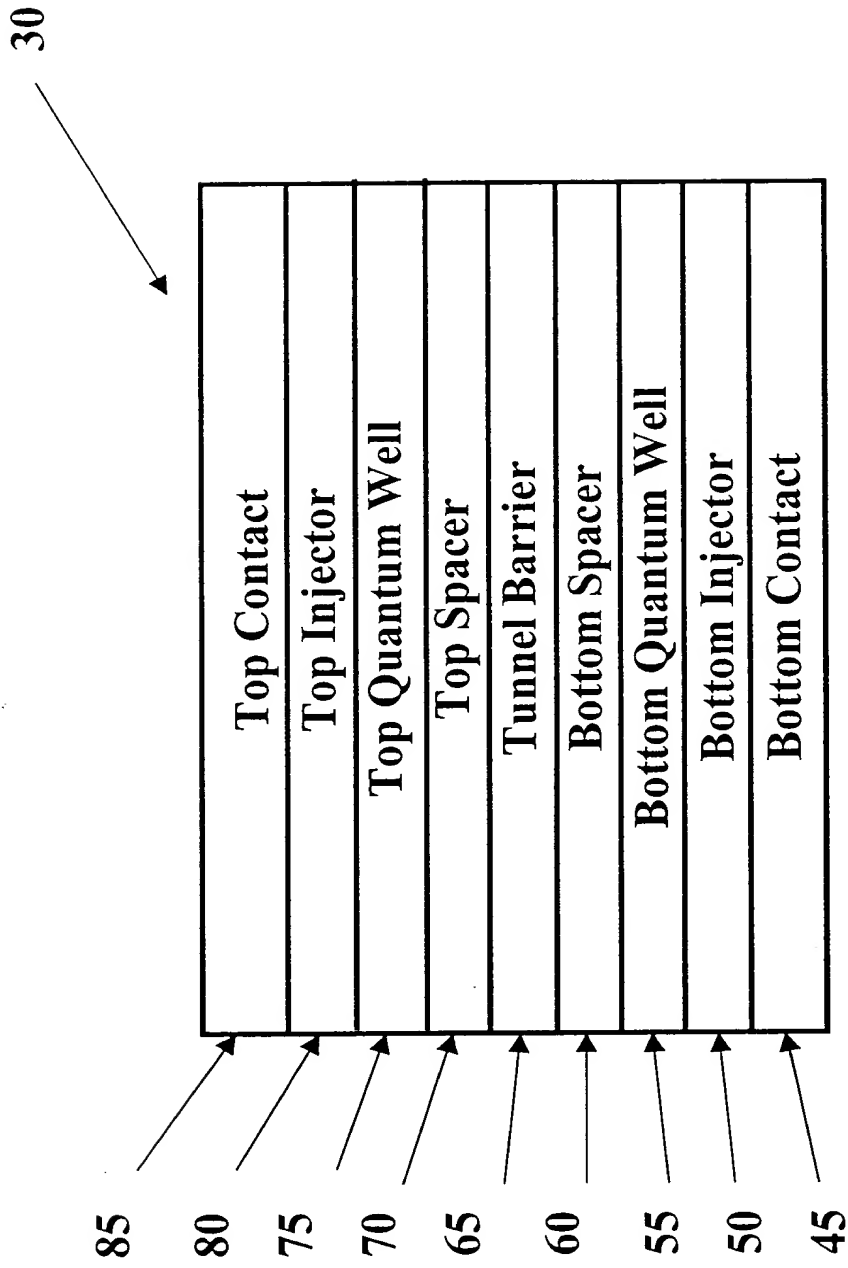 30
85
Top Contact
80
Top Injector
75
Top Quantum Well
70
Top Spacer
65
Tunnel Barrier
60
Bottom Spacer
55
Bottom Quantum Well
50
Bottom Injector
45
Bottom Contact